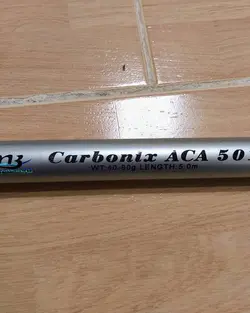 Carbonix ACA 50
WT:10-50g LENGTH:5.0m